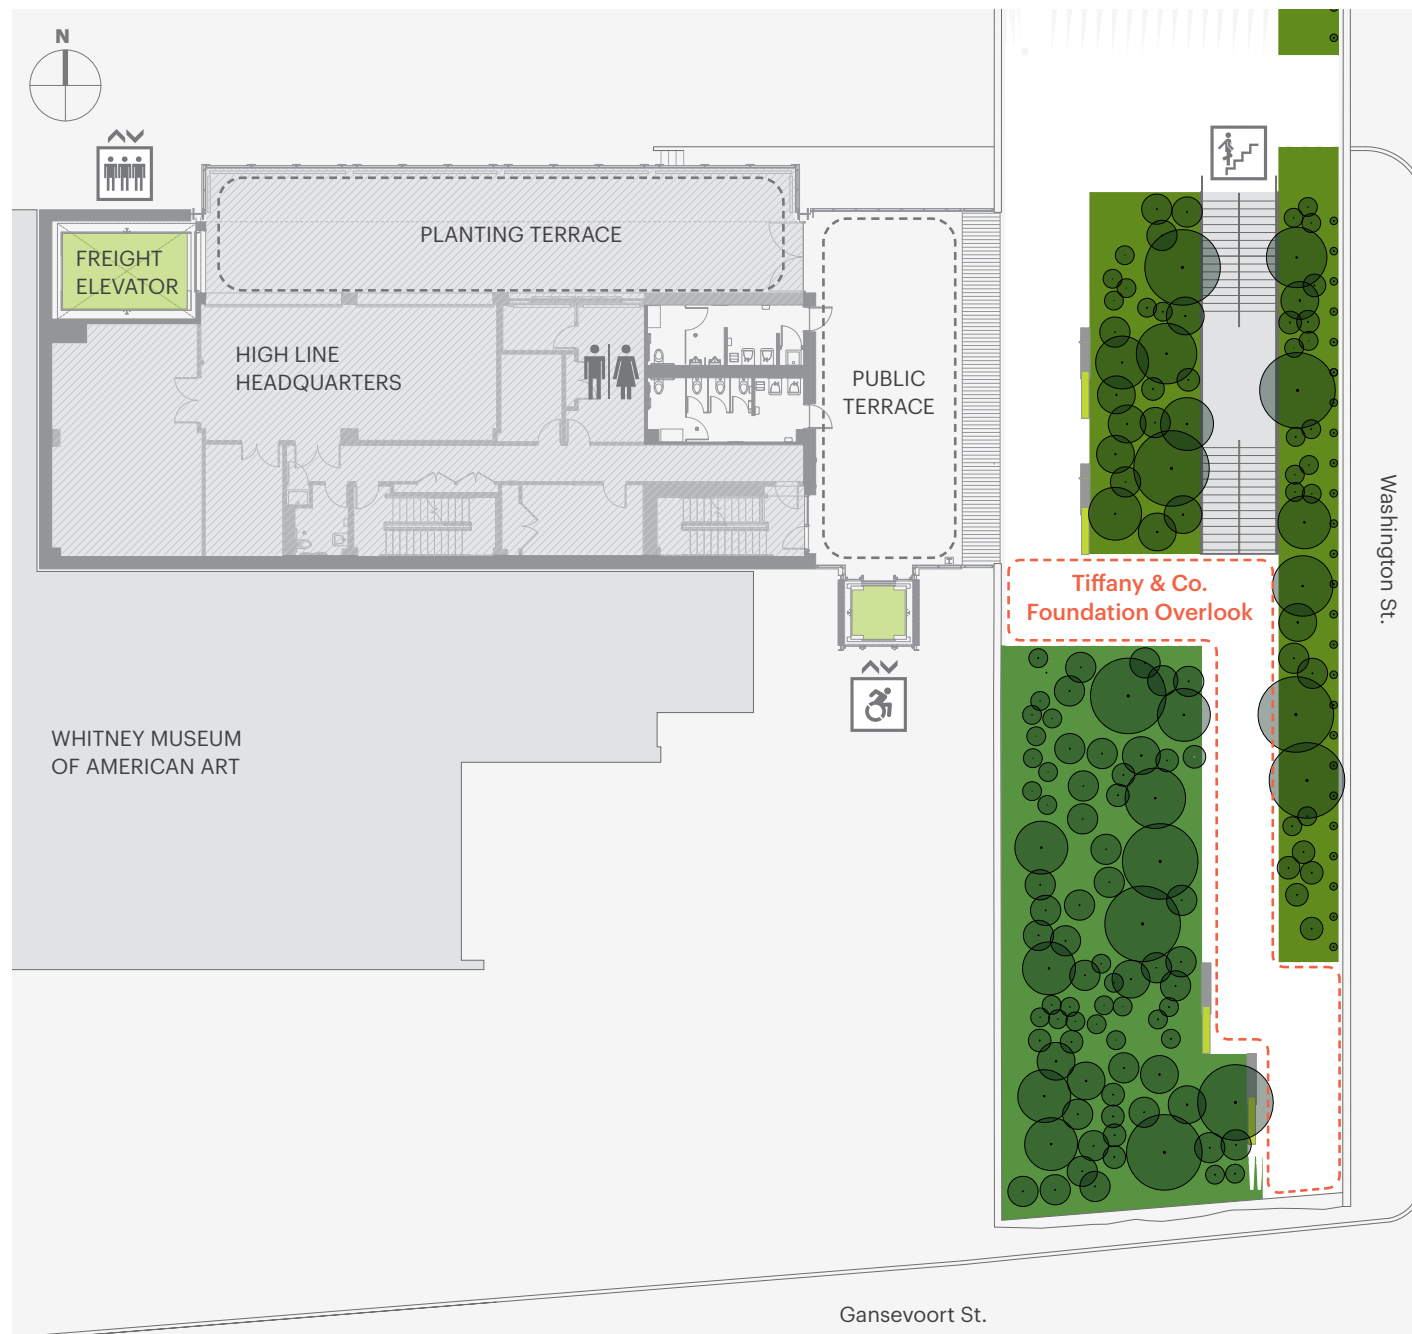 N
FREIGHT
ELEVATOR
PLANTING TERRACE
HIGH LINE
HEADQUARTERS
PUBLIC
TERRACE
Washington St.
Tiffany & Co.
Foundation Overlook
WHITNEY MUSEUM
OF AMERICAN ART
Gansevoort St.